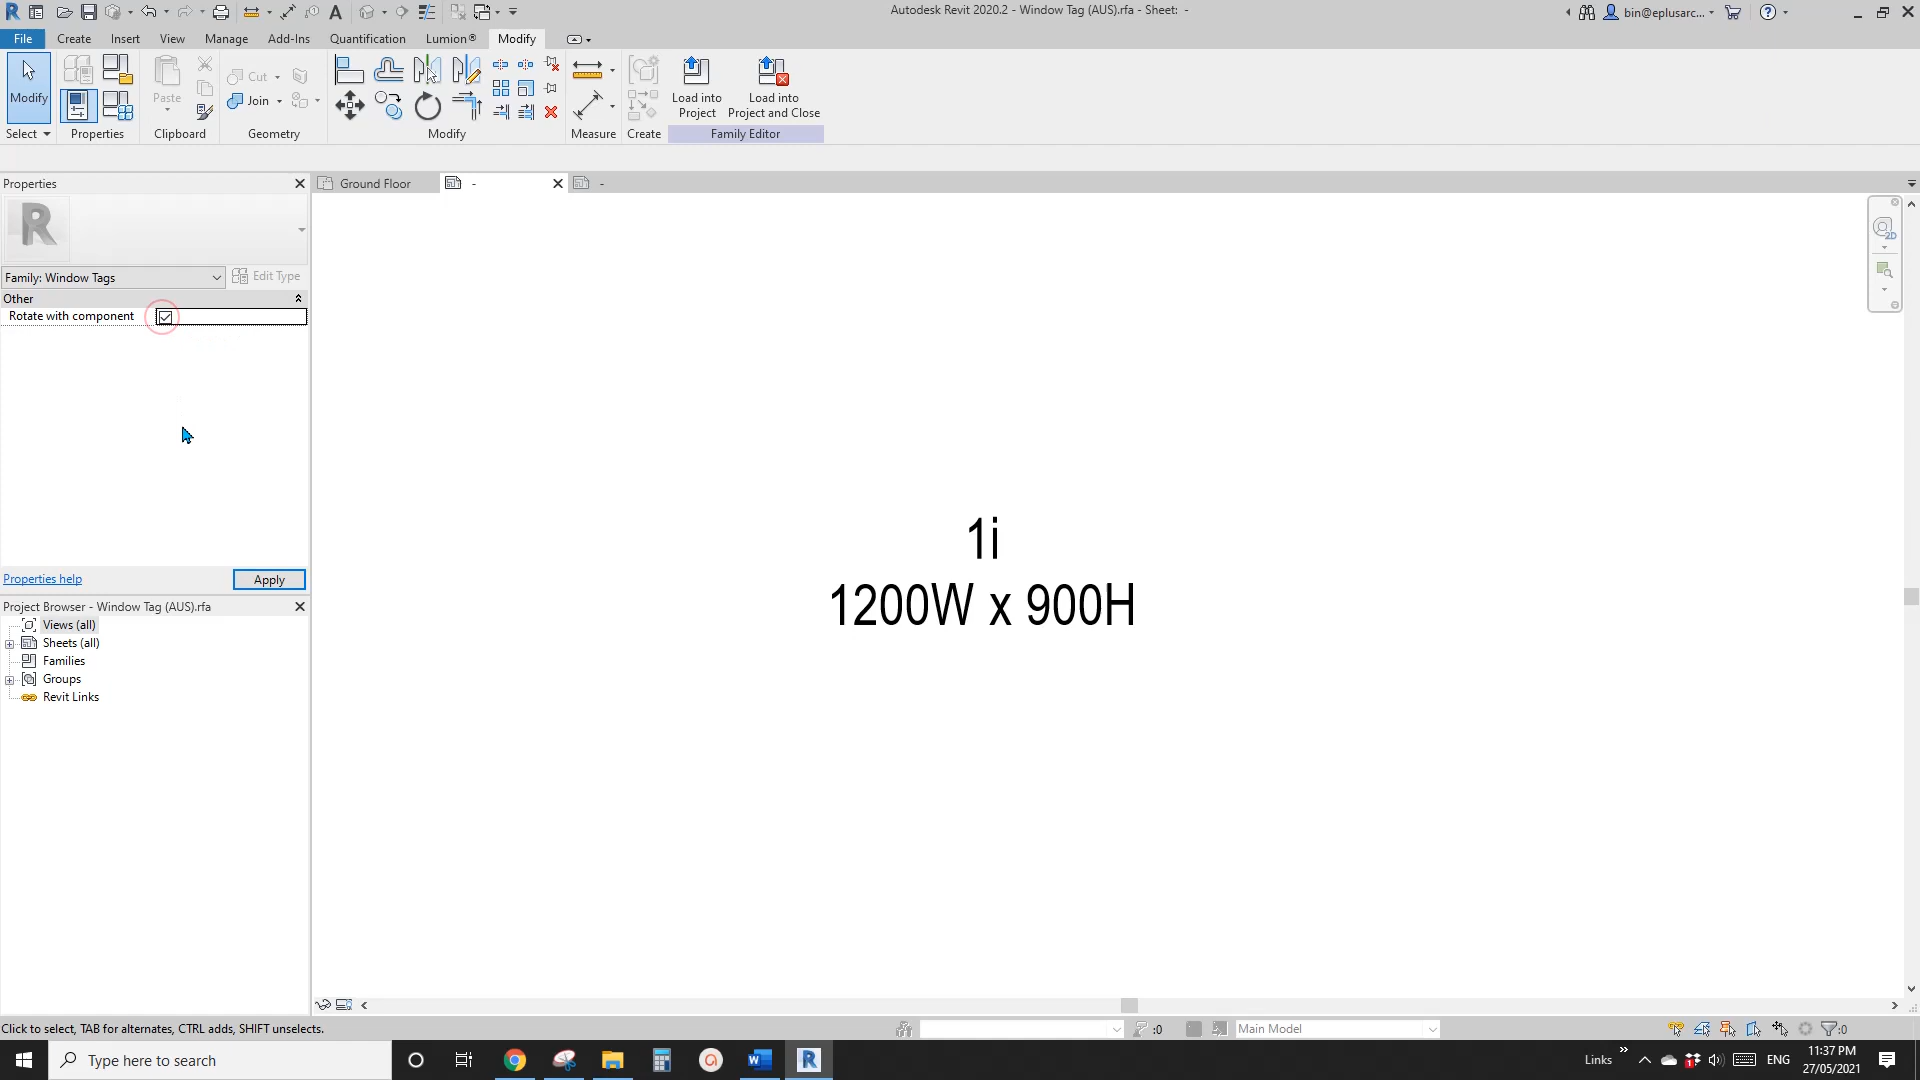 Autodesk Revit 2020.2 - Window Tag (AUS).rfa - Sheet: -
bin@eplusarc...
File Create Insert View Manage Add-Ins Quantification Lumion® Modify
Modify
Paste
Cut
Join
Load into Project
Load into Project and Close
Select Properties Clipboard Geometry Modify Measure Create Family Editor
Properties
Ground Floor
-
-
R
Family: Window Tags
Edit Type
Other
Rotate with component
Properties help
Apply
1i
1200W x 900H
2D
Project Browser - Window Tag (AUS).rfa
Views (all)
Sheets (all)
Families
Groups
Revit Links
Click to select, TAB for alternates, CTRL adds, SHIFT unselects.
:0
Main Model
:0
Type here to search
Links
ENG
11:37 PM
27/05/2021